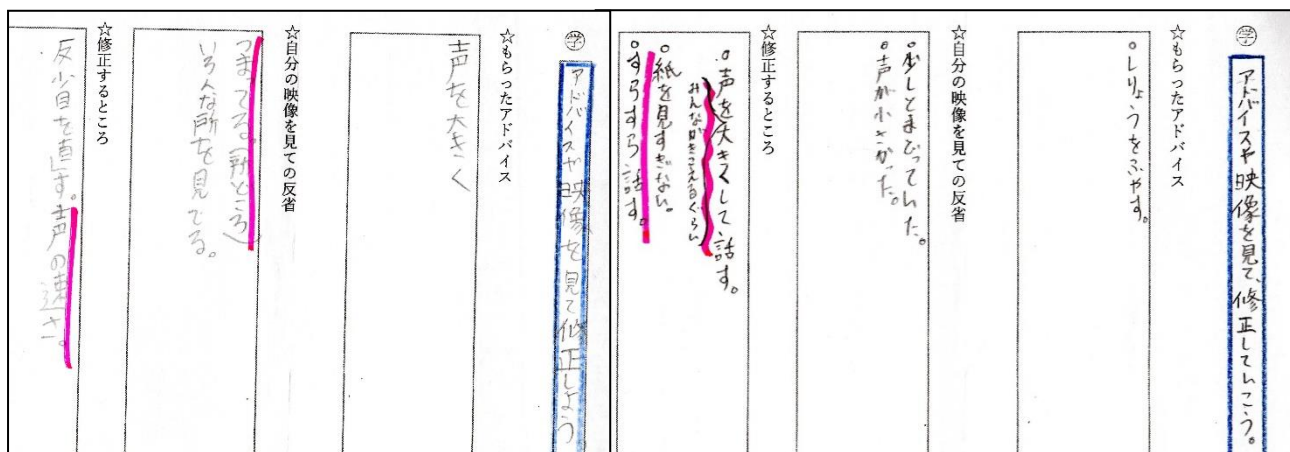 学
アドバイスや映像を見て、修正していこう。
☆もらったアドバイス
○しりょうをふやす。
☆自分の映像を見ての反省
○少しとまどっていた。
○声が小さかった。
☆修正するところ
○声を大きくして、話す。
みんながきこえるぐらい
○紙を見すぎない。
○すらすら話す。
学
アドバイスや映像を見て修正しよう
☆もらったアドバイス
声を大きく
☆自分の映像を見ての反省
つまってる。
いろんな所を見てる。
☆修正するところ
反少目を直す。声の速さ。